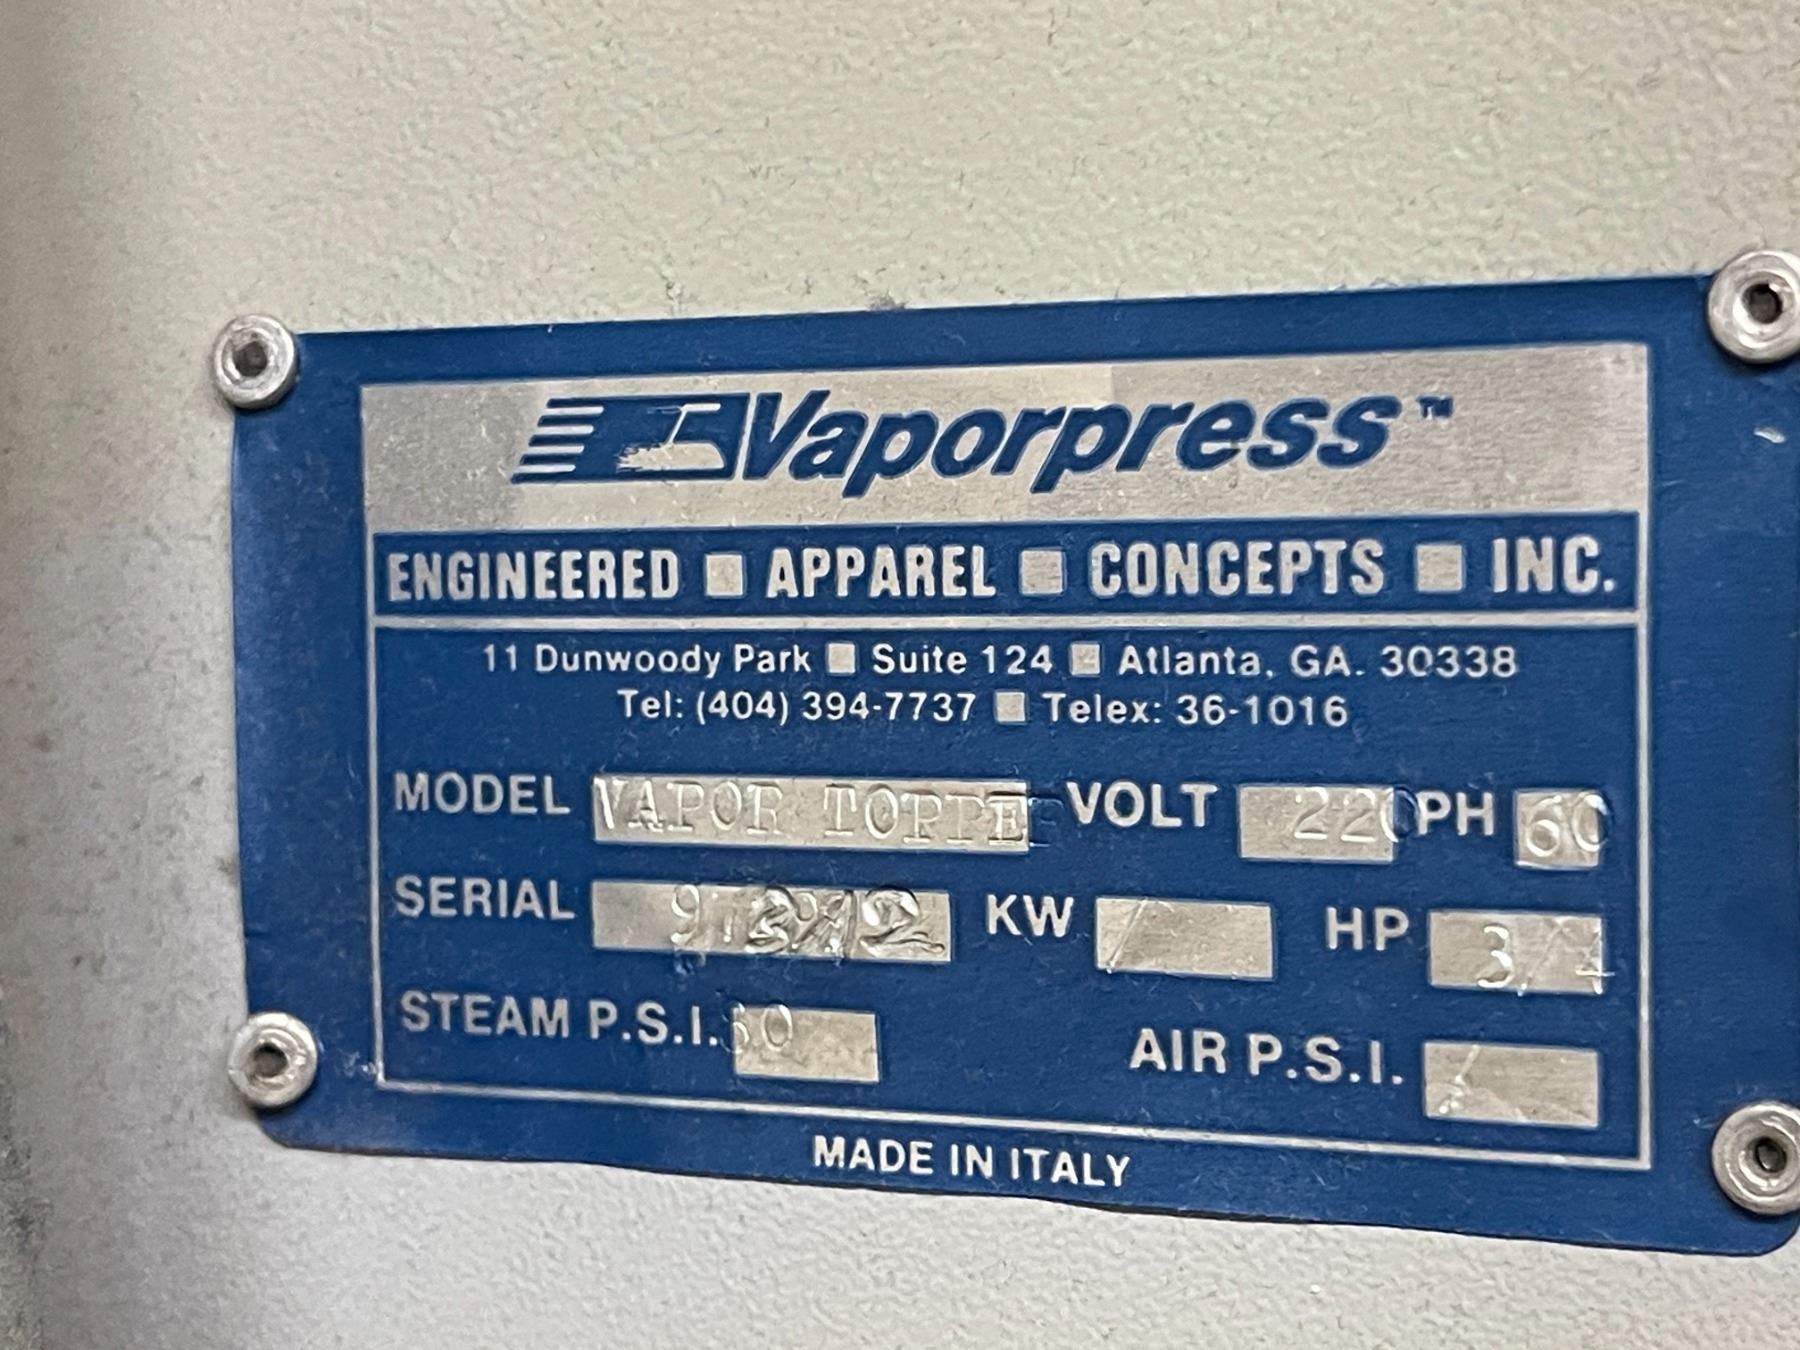 Vaporpress™
ENGINEERED ■ APPAREL ■ CONCEPTS ■ INC.
11 Dunwoody Park ■ Suite 124 ■ Atlanta, GA. 30338
Tel: (404) 394-7737 ■ Telex: 36-1016
MODEL VAPOR TOPPER VOLT 220 PH 60
SERIAL KW / HP 3/4
STEAM P.S.I. AIR P.S.I. /
MADE IN ITALY